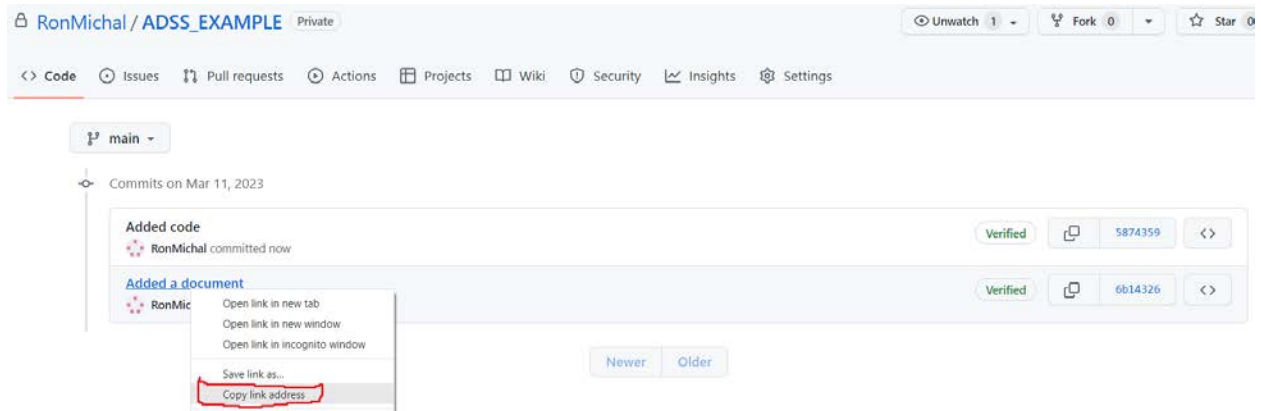 RonMichal / ADSS_EXAMPLE Private Unwatch 1 Fork 0 Star
<> Code Issues Pull requests Actions Projects Wiki Security Insights Settings
main
Commits on Mar 11, 2023
Added code
RonMichal committed now Verified 5874359 <>
Added a document
RonMic Verified 6b14326 <>
Open link in new tab
Open link in new window
Open link in incognito window
Newer Older
Save link as...
Copy link address